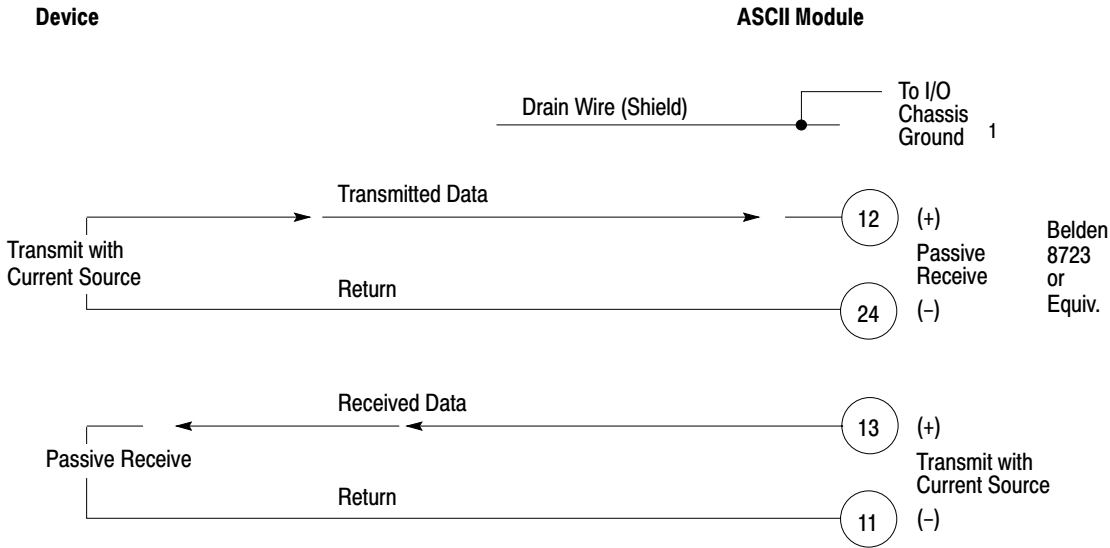 Device
ASCII Module
Drain Wire (Shield)
To I/O
Chassis
Ground 1
Transmitted Data
12
(+)
Transmit with
Current Source
Passive
Receive
Belden
8723
or
Equiv.
Return
24
(–)
Received Data
13
(+)
Passive Receive
Transmit with
Current Source
Return
11
(–)